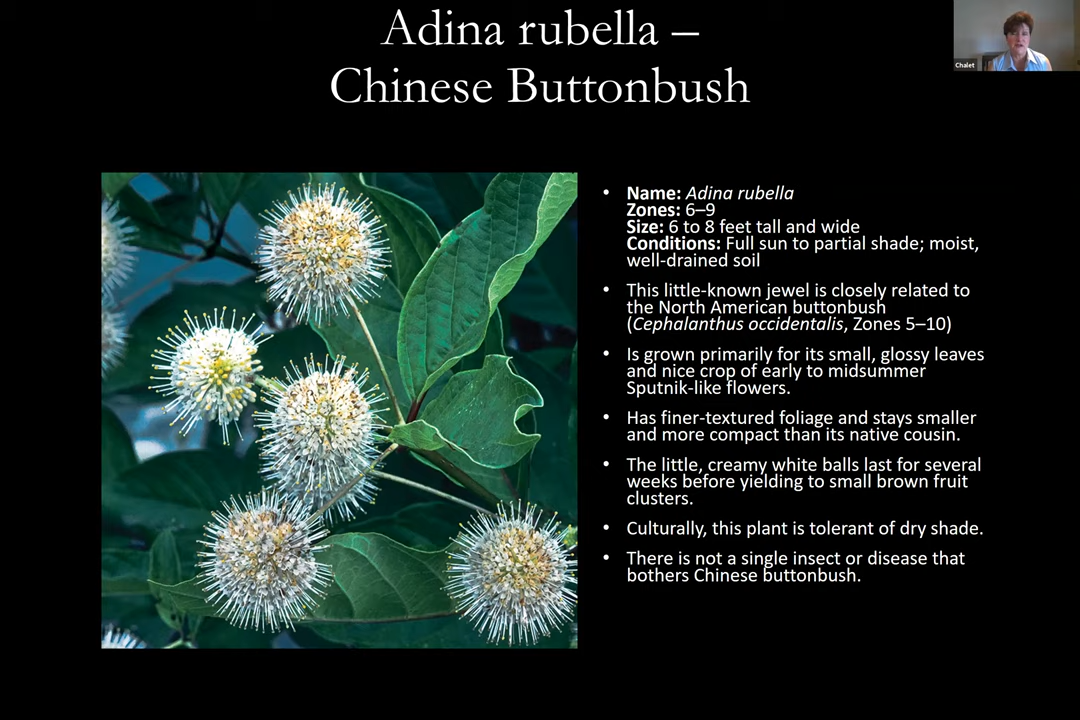 Adina rubella –
Chinese Buttonbush
Chalet
• Name: Adina rubella
Zones: 6–9
Size: 6 to 8 feet tall and wide
Conditions: Full sun to partial shade; moist,
well-drained soil
• This little-known jewel is closely related to
the North American buttonbush
(Cephalanthus occidentalis, Zones 5–10)
• Is grown primarily for its small, glossy leaves
and nice crop of early to midsummer
Sputnik-like flowers.
• Has finer-textured foliage and stays smaller
and more compact than its native cousin.
• The little, creamy white balls last for several
weeks before yielding to small brown fruit
clusters.
• Culturally, this plant is tolerant of dry shade.
• There is not a single insect or disease that
bothers Chinese buttonbush.